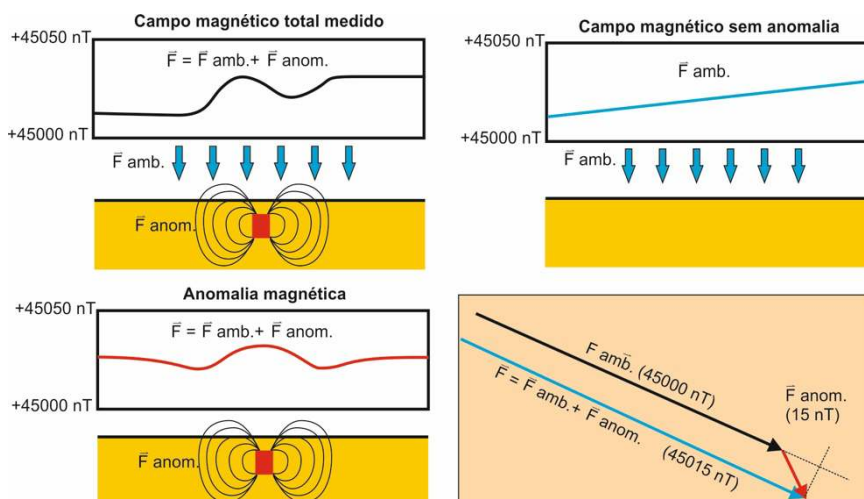 Campo magnético total medido
+45050 nT
F⃗ = F⃗ amb.+ F⃗ anom.
+45000 nT
F⃗ amb.
F⃗ anom.
Campo magnético sem anomalia
+45050 nT
F⃗ amb.
+45000 nT
F⃗ amb.
Anomalia magnética
+45050 nT
F⃗ = F⃗ amb.+ F⃗ anom.
+45000 nT
F⃗ anom.
F amb. (45000 nT)
F⃗ = F⃗ amb.+ F⃗ anom. (45015 nT)
F⃗ anom.
(15 nT)